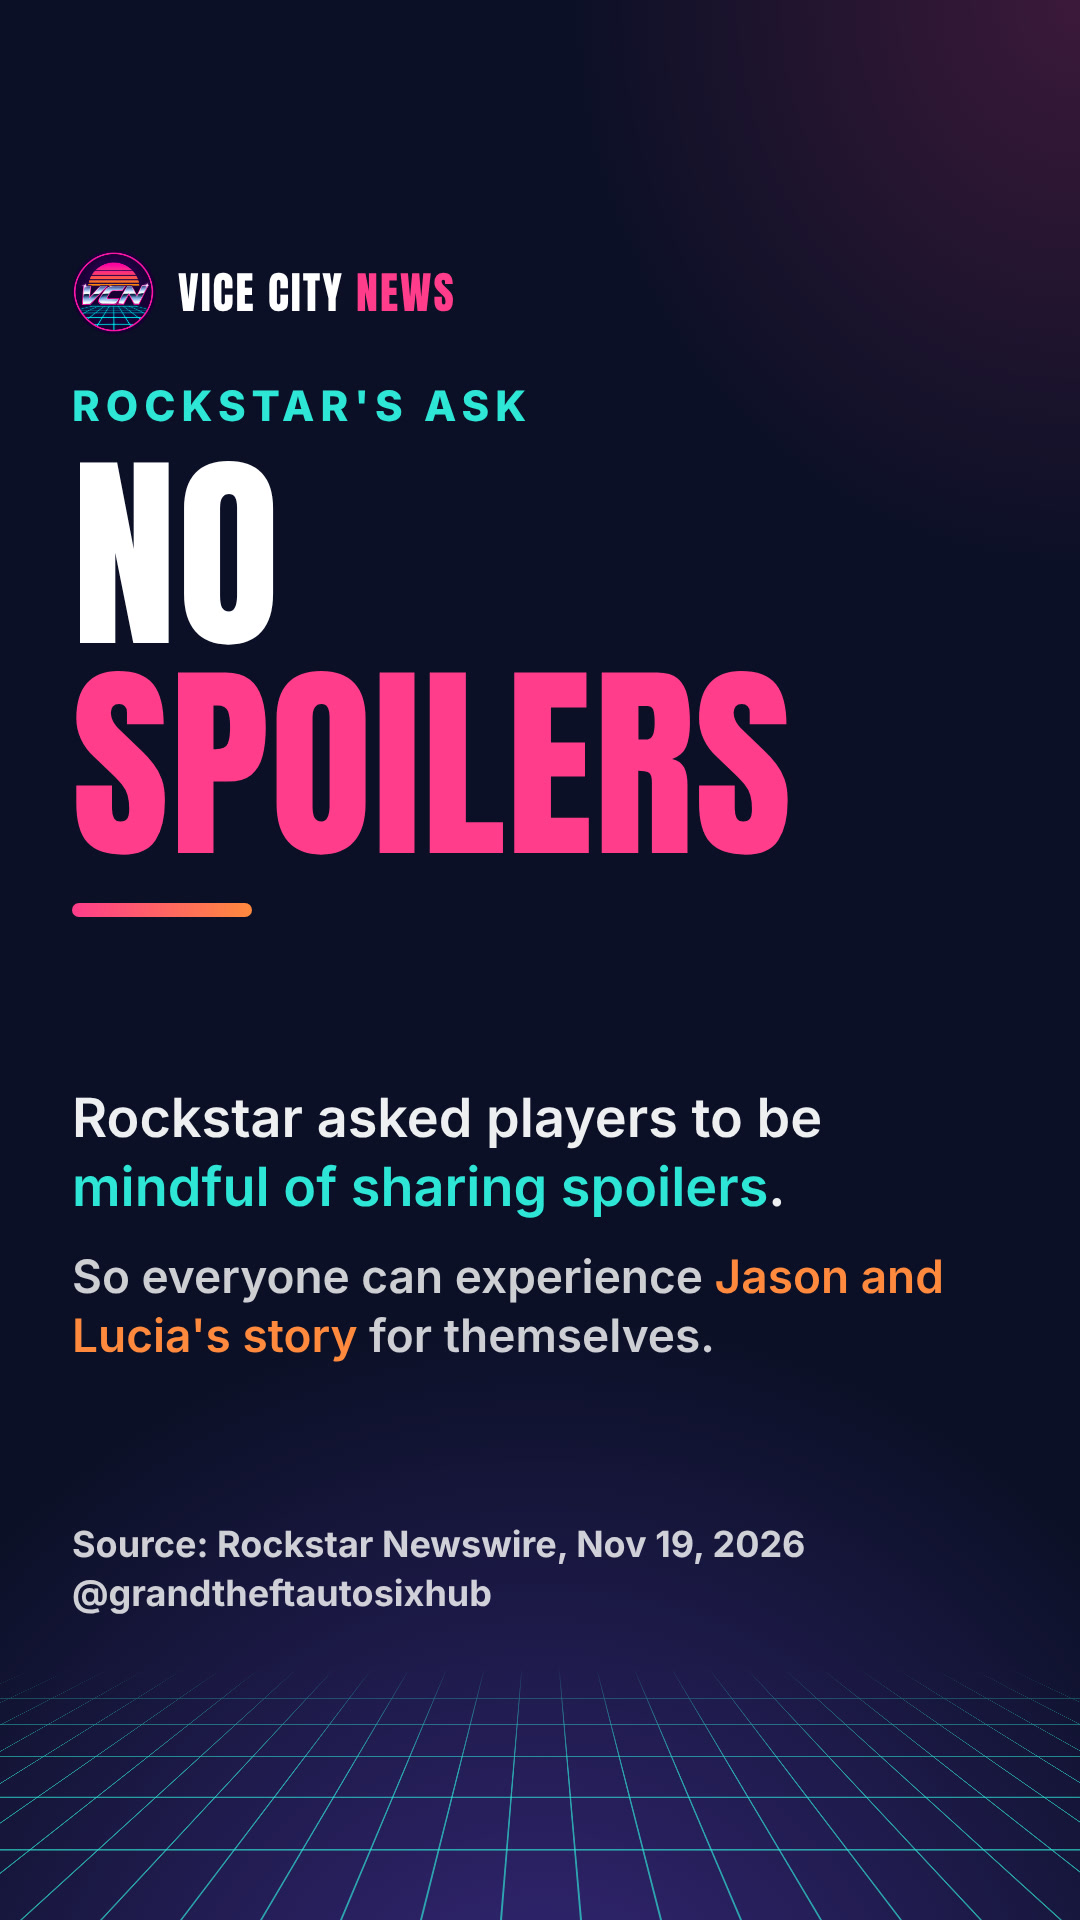 VCN
VICE CITY NEWS
ROCKSTAR'S ASK
NO
SPOILERS
Rockstar asked players to be
mindful of sharing spoilers.
So everyone can experience Jason and
Lucia's story for themselves.
Source: Rockstar Newswire, Nov 19, 2026
@grandtheftautosixhub